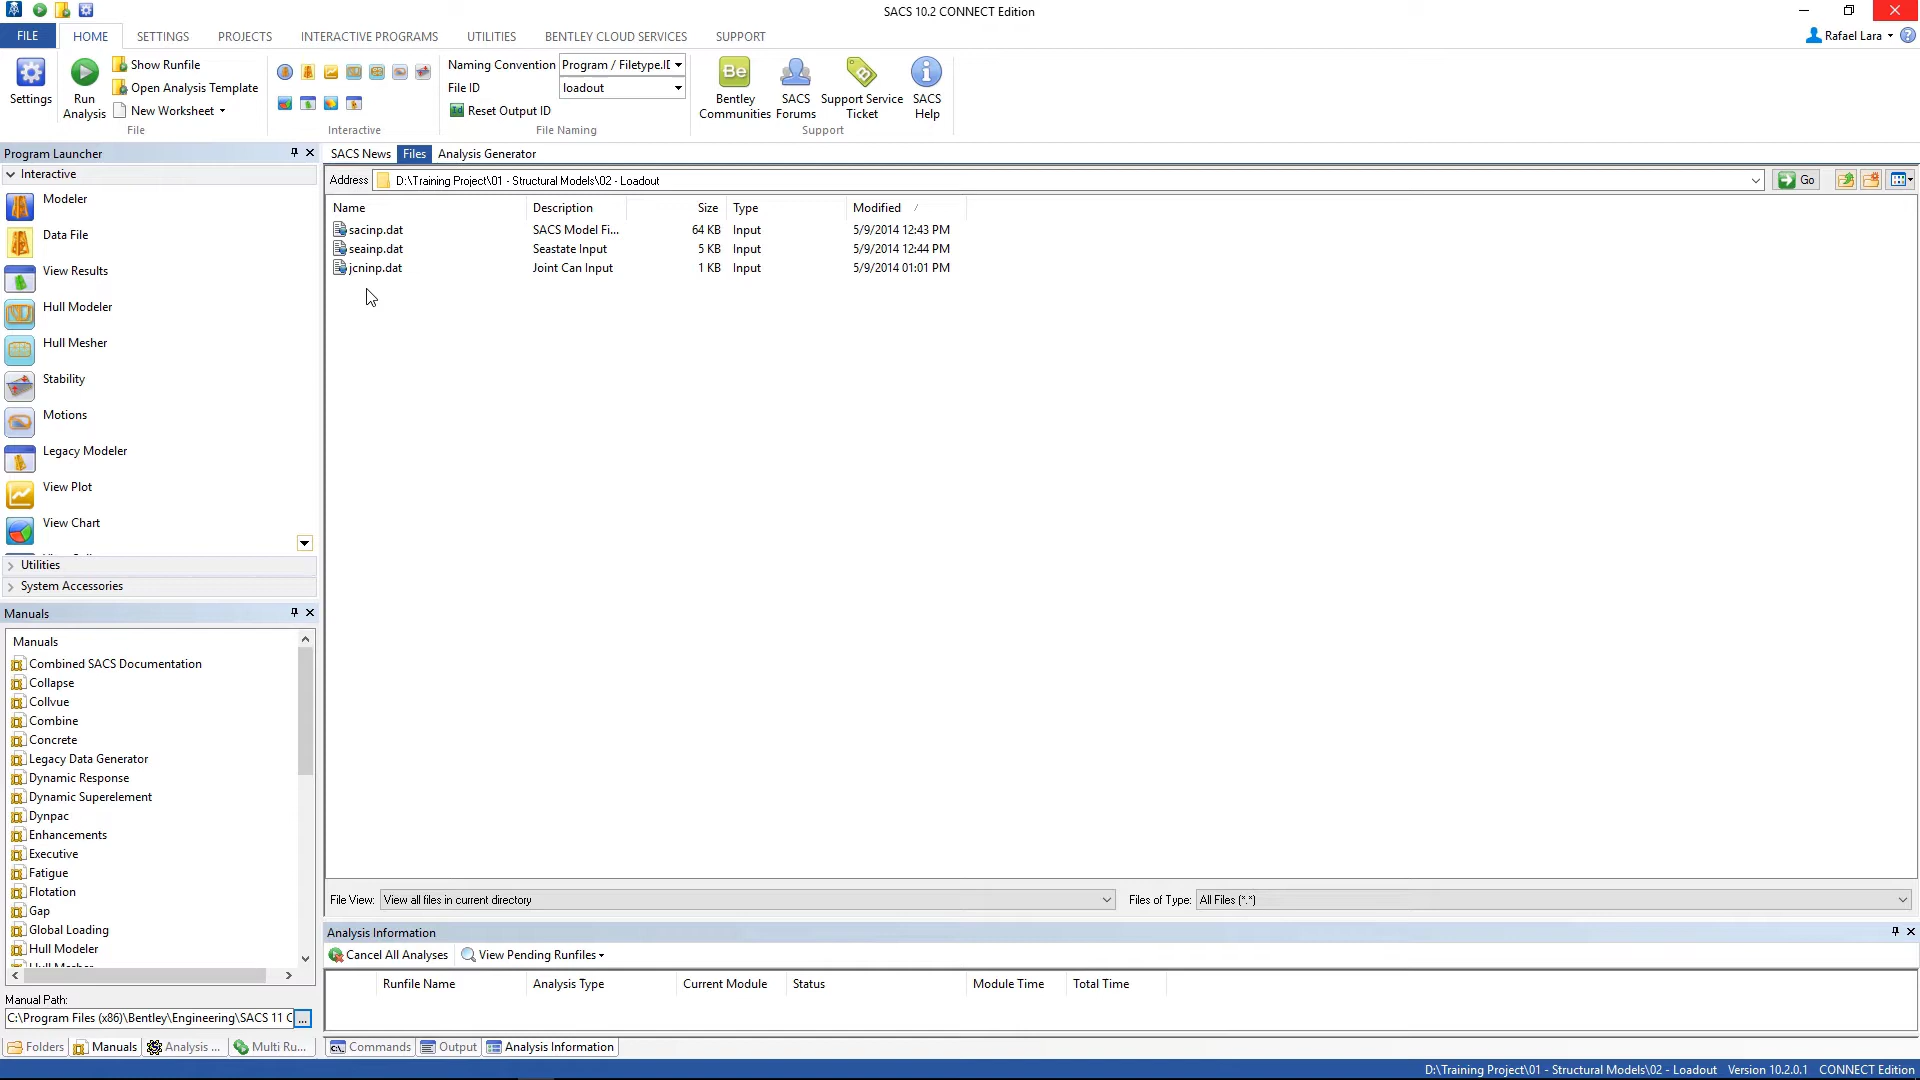 SACS 10.2 CONNECT Edition
FILE HOME SETTINGS PROJECTS INTERACTIVE PROGRAMS UTILITIES BENTLEY CLOUD SERVICES SUPPORT
Rafael Lara
Settings
Run Analysis
Show Runfile
Open Analysis Template
New Worksheet
File
Interactive
Naming Convention Program / Filetype.IC
File ID loadout
Id Reset Output ID
File Naming
Be
Bentley Communities
SACS Forums
Support Service Ticket
SACS Help
Support
Program Launcher
Interactive
Modeler
Data File
View Results
Hull Modeler
Hull Mesher
Stability
Motions
Legacy Modeler
View Plot
View Chart
Utilities
System Accessories
Manuals
Manuals
Combined SACS Documentation
Collapse
Collvue
Combine
Concrete
Legacy Data Generator
Dynamic Response
Dynamic Superelement
Dynpac
Enhancements
Executive
Fatigue
Flotation
Gap
Global Loading
Hull Modeler
Manual Path:
C:\Program Files (x86)\Bentley\Engineering\SACS 11 C ...
Folders Manuals Analysis ... Multi Ru...
SACS News Files Analysis Generator
Address D:\Training Project\01 - Structural Models\02 - Loadout Go
Name Description Size Type Modified
sacinp.dat SACS Model Fi... 64 KB Input 5/9/2014 12:43 PM
seainp.dat Seastate Input 5 KB Input 5/9/2014 12:44 PM
jcninp.dat Joint Can Input 1 KB Input 5/9/2014 01:01 PM
File View: View all files in current directory Files of Type: All Files (*.*)
Analysis Information
Cancel All Analyses View Pending Runfiles
Runfile Name Analysis Type Current Module Status Module Time Total Time
Commands Output Analysis Information
D:\Training Project\01 - Structural Models\02 - Loadout Version 10.2.0.1 CONNECT Edition